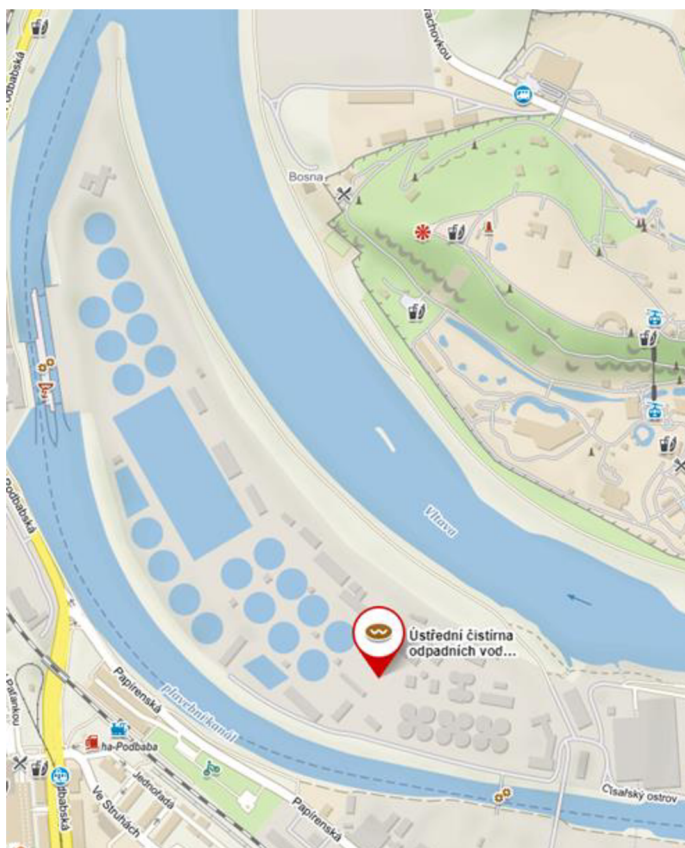 Podbabská
rachovkou
Bosna
Vltava
Podbabská
Ústřední čistírna
odpadních vod...
Papírenská
plavební kanál
ha-Podbaba
Jednořadá
Ve Struhách
Papírenská
Císařský ostrov